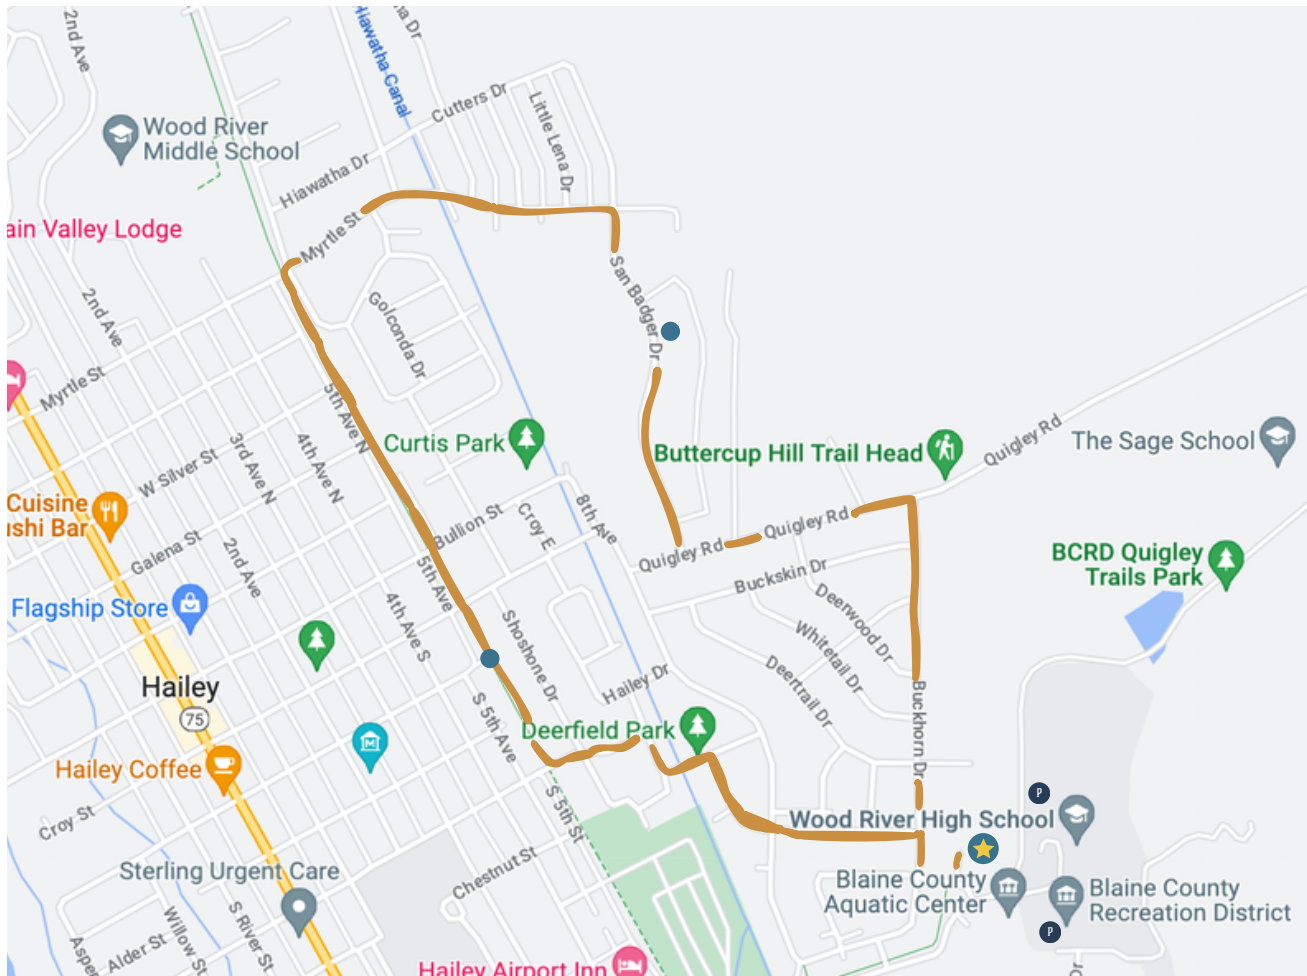 2nd Ave
Hiawatha Canal
na Dr
Cutters Dr
Little Lena Dr
Wood River
Middle School
Hiawatha Dr
Myrtle St
ain Valley Lodge
San Badger Dr
2nd Ave
Golconda Dr
Myrtle St
5th Ave N
Curtis Park
Buttercup Hill Trail Head
Quigley Rd
The Sage School
3rd Ave N
4th Ave N
W Silver St
Cuisine
ushi Bar
Bullion St
Croy E
8th Ave
Quigley Rd
Quigley Rd
Galena St
2nd Ave
5th Ave
Buckskin Dr
BCRD Quigley
Trails Park
Flagship Store
4th Ave S
Shoshone Dr
Deerwood Dr
Whitetail Dr
Deertrail Dr
Hailey Dr
Hailey
75
S 5th Ave
Deerfield Park
Buckhorn Dr
Hailey Coffee
P
Wood River High School
Croy St
S 5th St
Sterling Urgent Care
Chestnut St
Blaine County
Aquatic Center
Blaine County
Recreation District
P
Willow St
S River St
Alder St
Aspe
Hailey Airport Inn
Dr